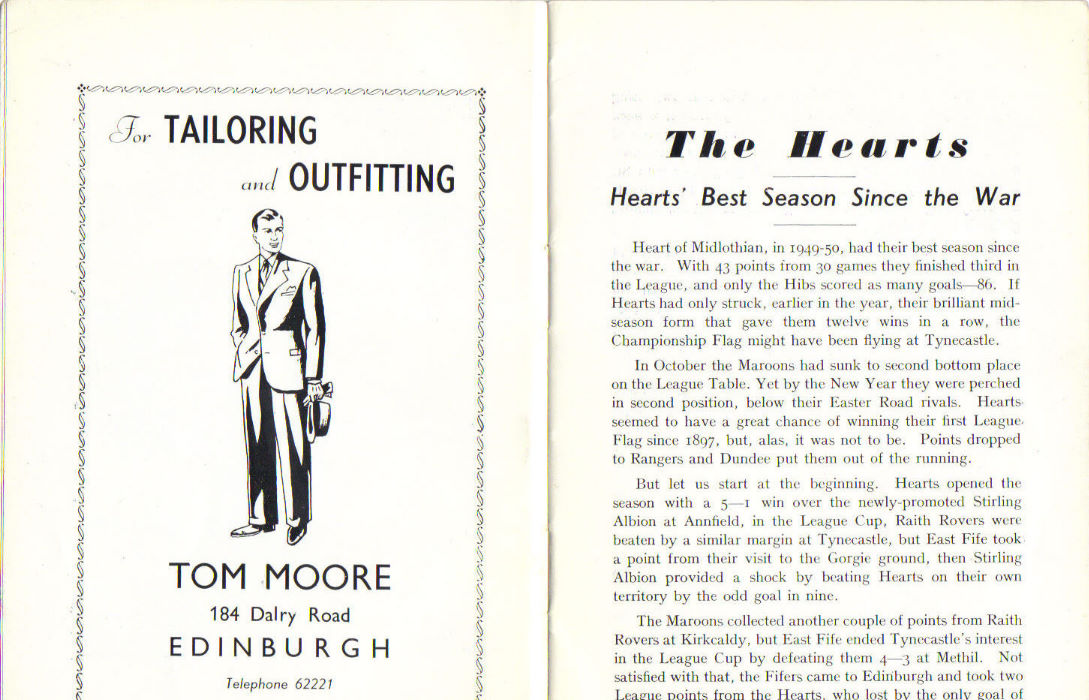 For TAILORING
and OUTFITTING
TOM MOORE
184 Dalry Road
EDINBURGH
Telephone 62221
The Hearts
Hearts' Best Season Since the War
Heart of Midlothian, in 1949-50, had their best season since
the war. With 43 points from 30 games they finished third in
the League, and only the Hibs scored as many goals—86. If
Hearts had only struck, earlier in the year, their brilliant mid-
season form that gave them twelve wins in a row, the
Championship Flag might have been flying at Tynecastle.
In October the Maroons had sunk to second bottom place
on the League Table. Yet by the New Year they were perched
in second position, below their Easter Road rivals. Hearts
seemed to have a great chance of winning their first League
Flag since 1897, but, alas, it was not to be. Points dropped
to Rangers and Dundee put them out of the running.
But let us start at the beginning. Hearts opened the
season with a 5—1 win over the newly-promoted Stirling
Albion at Annfield, in the League Cup, Raith Rovers were
beaten by a similar margin at Tynecastle, but East Fife took
a point from their visit to the Gorgie ground, then Stirling
Albion provided a shock by beating Hearts on their own
territory by the odd goal in nine.
The Maroons collected another couple of points from Raith
Rovers at Kirkcaldy, but East Fife ended Tynecastle's interest
in the League Cup by defeating them 4—3 at Methil. Not
satisfied with that, the Fifers came to Edinburgh and took two
League points from the Hearts, who lost by the only goal of